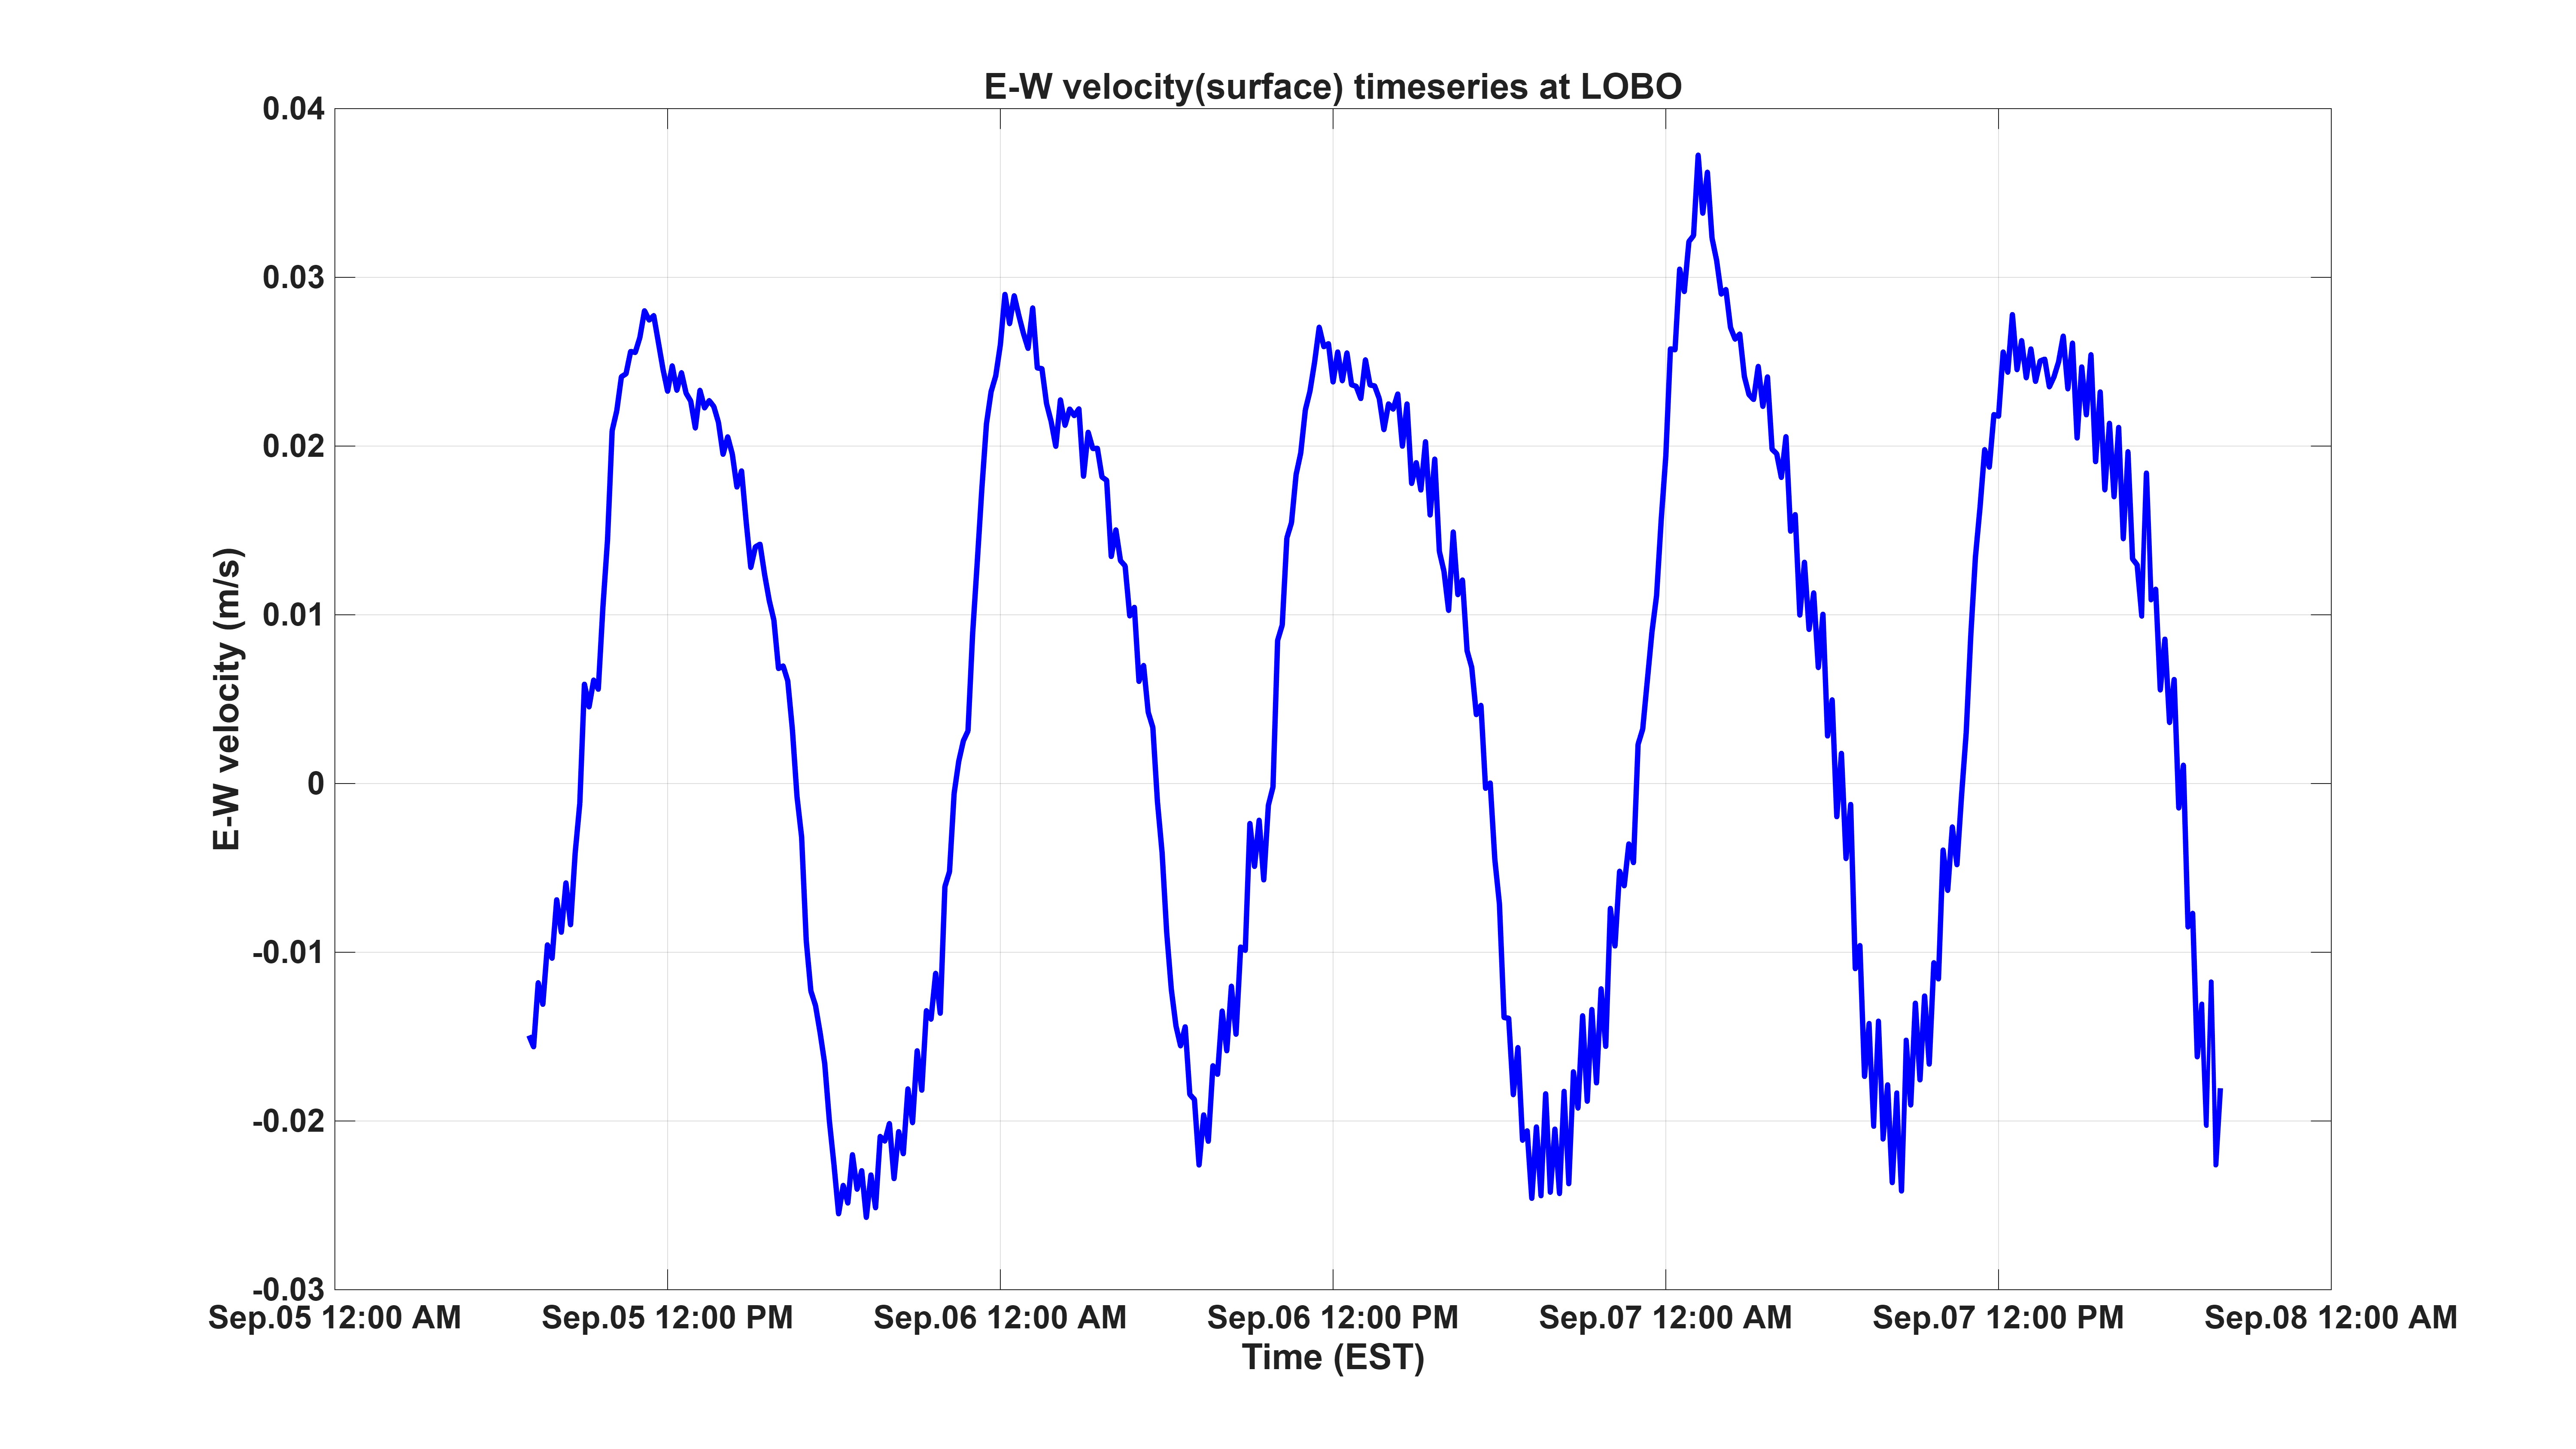 E-W velocity(surface) timeseries at LOBO
0.04
0.03
0.02
0.01
0
-0.01
-0.02
-0.03
E-W velocity (m/s)
Sep.05 12:00 AM
Sep.05 12:00 PM
Sep.06 12:00 AM
Sep.06 12:00 PM
Sep.07 12:00 AM
Sep.07 12:00 PM
Sep.08 12:00 AM
Time (EST)